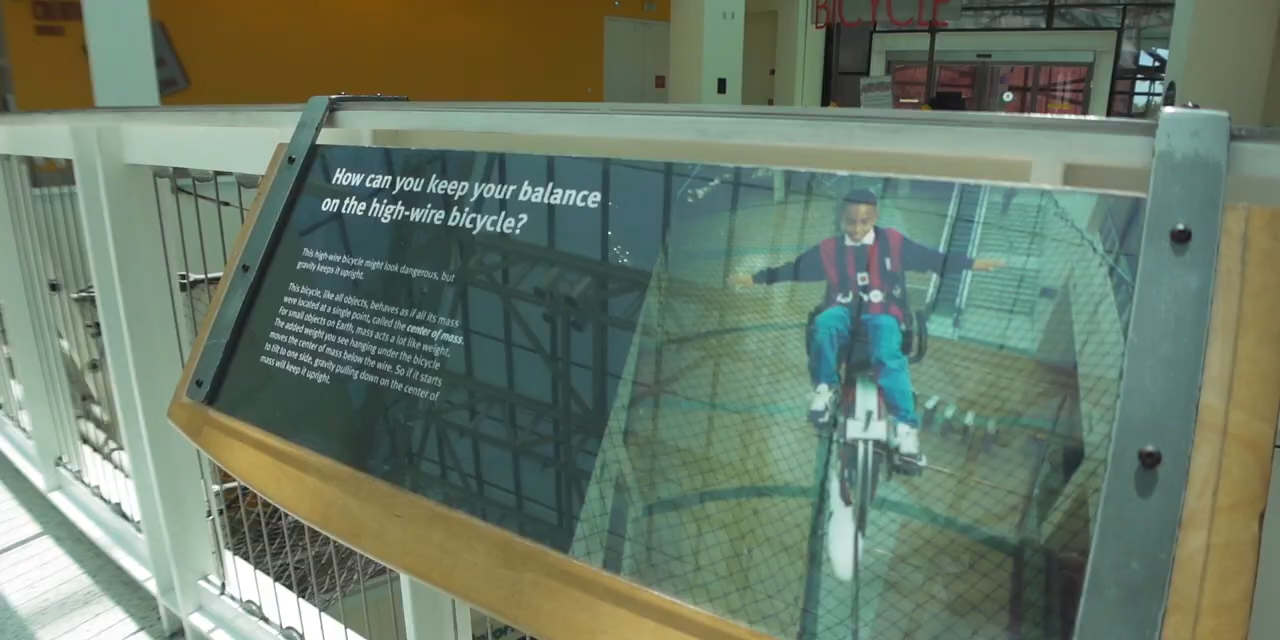 BICYCLE
How can you keep your balance
on the high-wire bicycle?
This high-wire bicycle might look dangerous, but
gravity keeps it upright.
This bicycle, like all objects, behaves as if all its mass
were located at a single point, called the center of mass.
For small objects on Earth, mass acts a lot like weight.
The added weight you see hanging under the bicycle
moves the center of mass below the wire. So if it starts
to tilt to one side, gravity pulling down on the center of
mass will keep it upright.